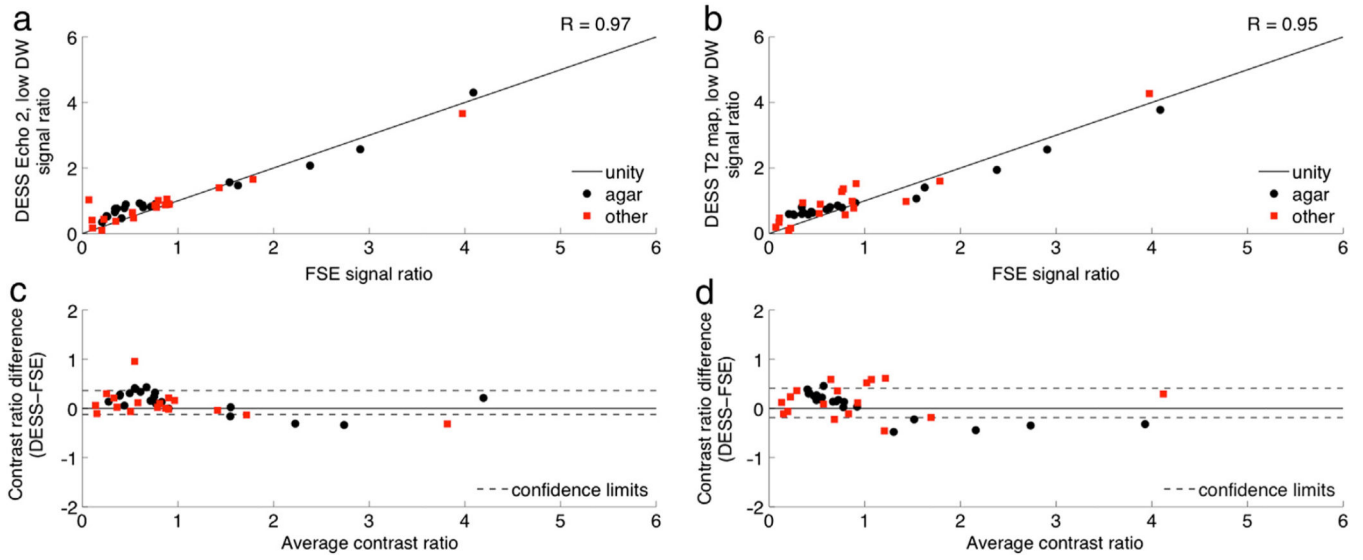 a
R = 0.97
DESS Echo 2, low DW
signal ratio
6
4
2
0
unity
agar
other
0 1 2 3 4 5 6
FSE signal ratio
b
R = 0.95
DESS T2 map, low DW
signal ratio
6
4
2
0
unity
agar
other
0 1 2 3 4 5 6
FSE signal ratio
c
Contrast ratio difference
(DESS-FSE)
2
1
0
-1
-2
confidence limits
0 1 2 3 4 5 6
Average contrast ratio
d
Contrast ratio difference
(DESS-FSE)
2
1
0
-1
-2
confidence limits
0 1 2 3 4 5 6
Average contrast ratio